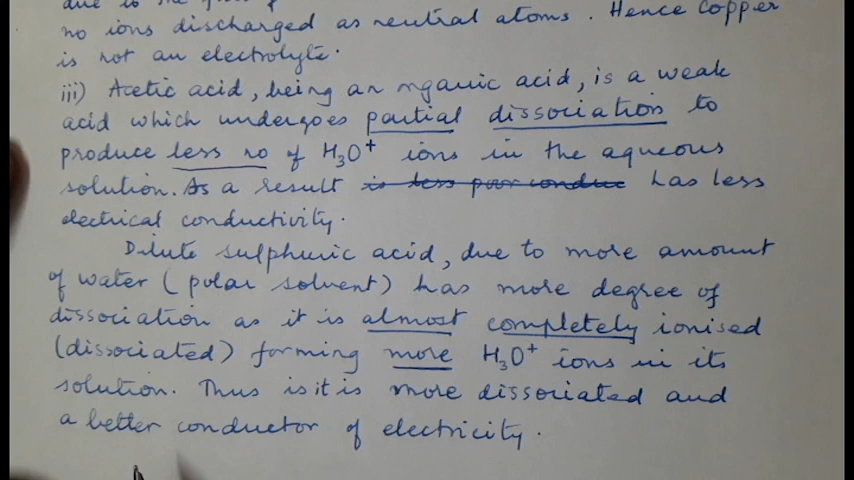 due to the
no ions discharged as neutral atoms. Hence Copper
is not an electrolyte.
iii) Acetic acid, being an organic acid, is a weak
acid which undergoes partial dissociation to
produce less no of H₃O⁺ ions in the aqueous
solution. As a result is less poor conduc has less
electrical conductivity.
Dilute sulphuric acid, due to more amount
of water (polar solvent) has more degree of
dissociation as it is almost completely ionised
(dissociated) forming more H₃O⁺ ions in its
solution. Thus is it is more dissociated and
a better conductor of electricity.